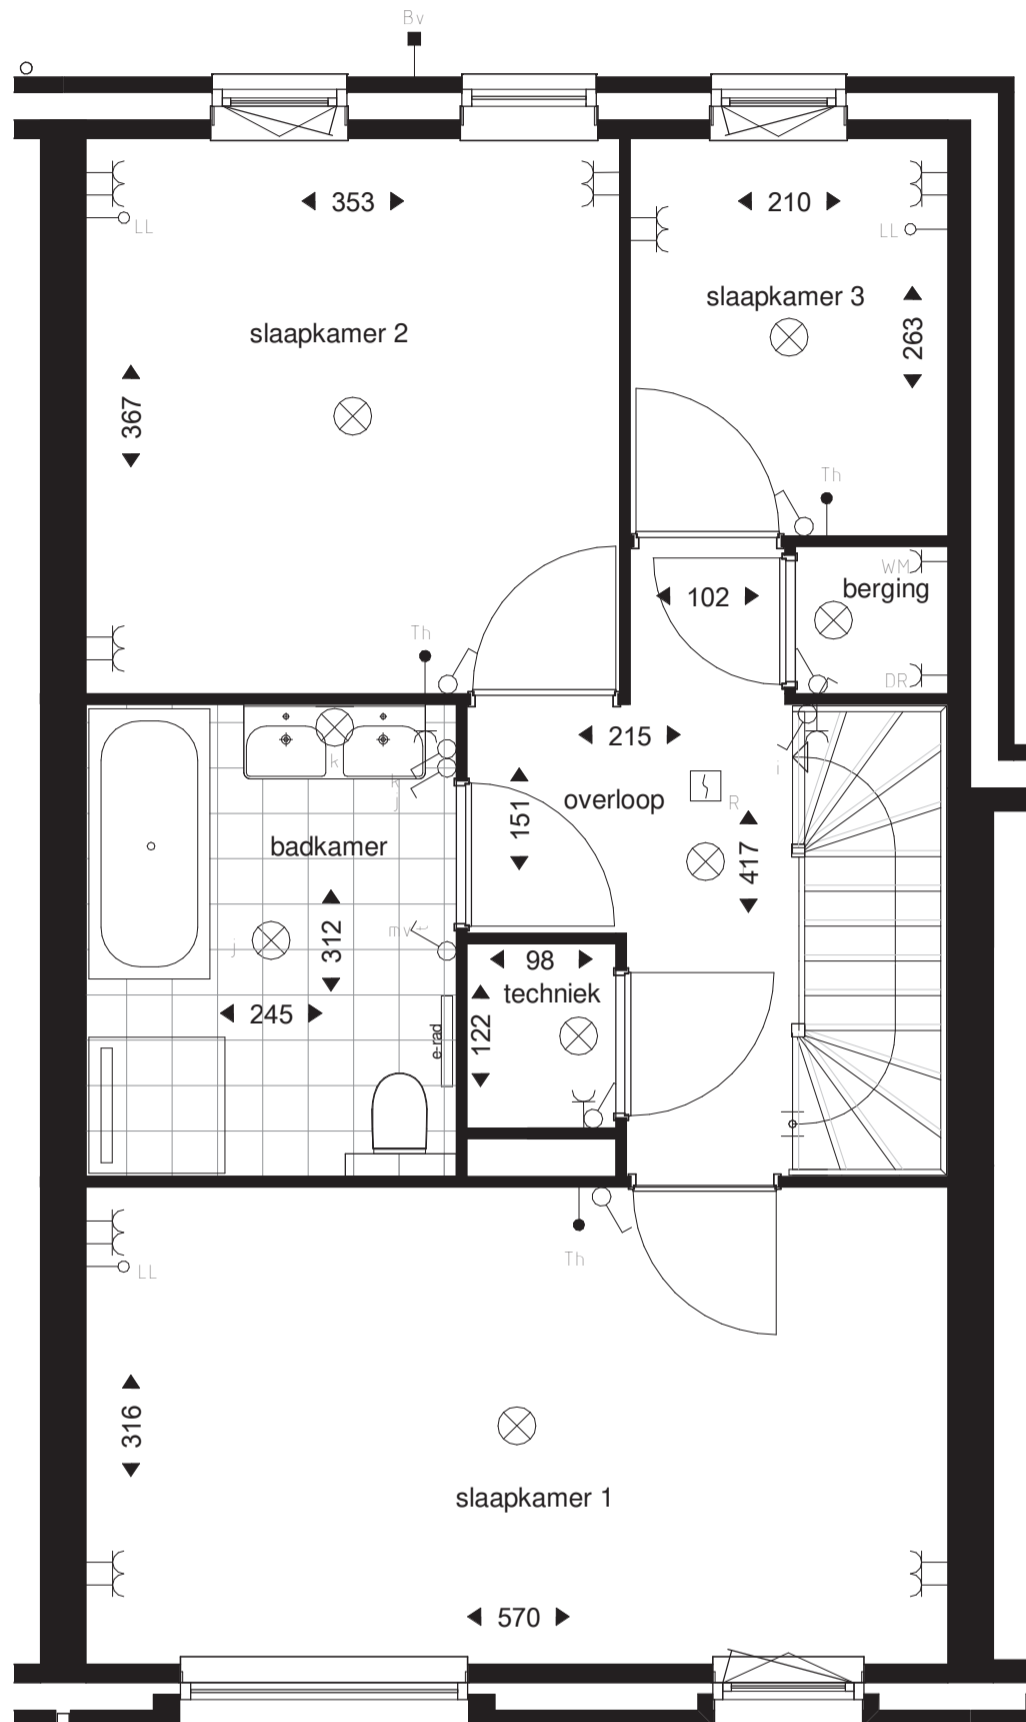 Bv
353
210
LL
LL
slaapkamer 3
263
slaapkamer 2
367
Th
WM
berging
102
Th
DR
215
k
i
k
j
151
overloop
R
417
badkamer
312
mv
j
98
techniek
245
122
e-rad
Th
LL
316
slaapkamer 1
570